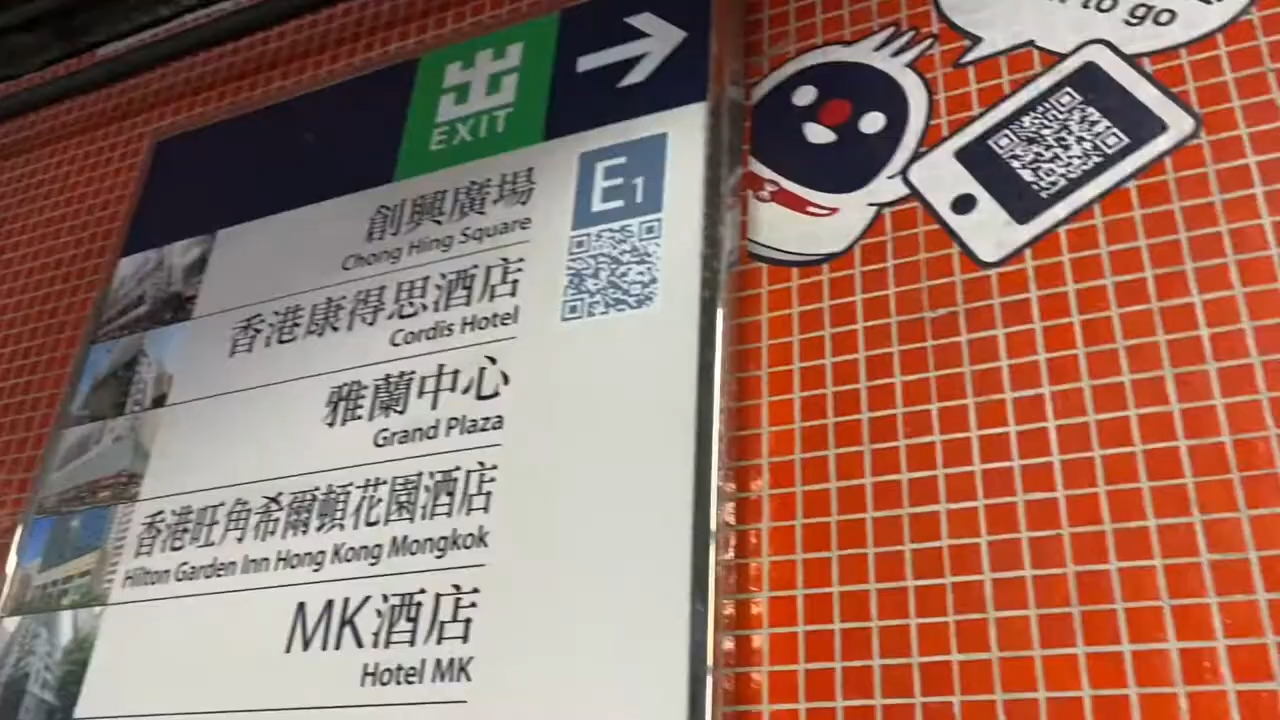 to go
出
EXIT
E1
創興廣場
Chong Hing Square
香港康得思酒店
Cordis Hotel
雅蘭中心
Grand Plaza
香港旺角希爾頓花園酒店
Hilton Garden Inn Hong Kong Mongkok
MK酒店
Hotel MK